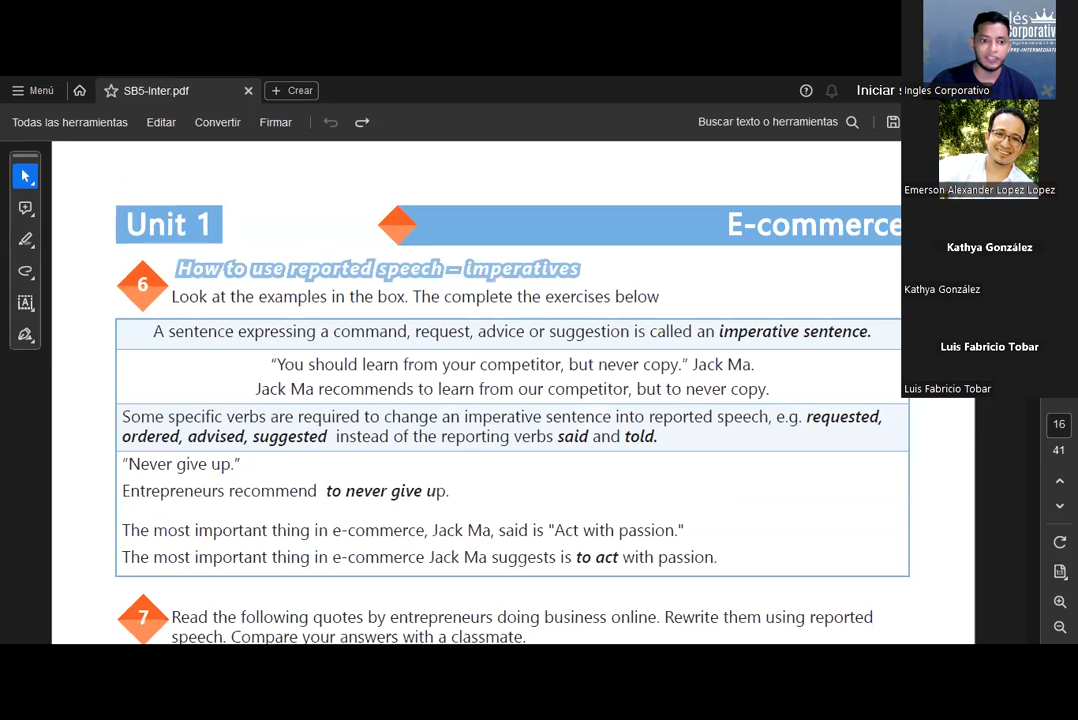 Menú
SB5-Inter.pdf
Crear
Iniciar s
Todas las herramientas
Editar
Convertir
Firmar
Buscar texto o herramientas
Unit 1
E-commerce
6
How to use reported speech – imperatives
Look at the examples in the box. The complete the exercises below
A sentence expressing a command, request, advice or suggestion is called an imperative sentence.
“You should learn from your competitor, but never copy.” Jack Ma.
Jack Ma recommends to learn from our competitor, but to never copy.
Some specific verbs are required to change an imperative sentence into reported speech, e.g. requested,
ordered, advised, suggested instead of the reporting verbs said and told.
“Never give up.”
Entrepreneurs recommend to never give up.
The most important thing in e-commerce, Jack Ma, said is "Act with passion."
The most important thing in e-commerce Jack Ma suggests is to act with passion.
7
Read the following quotes by entrepreneurs doing business online. Rewrite them using reported
speech. Compare your answers with a classmate.
Ingles Corporativo
Emerson Alexander Lopez Lopez
Kathya González
Kathya González
Luis Fabricio Tobar
Luis Fabricio Tobar
16
41